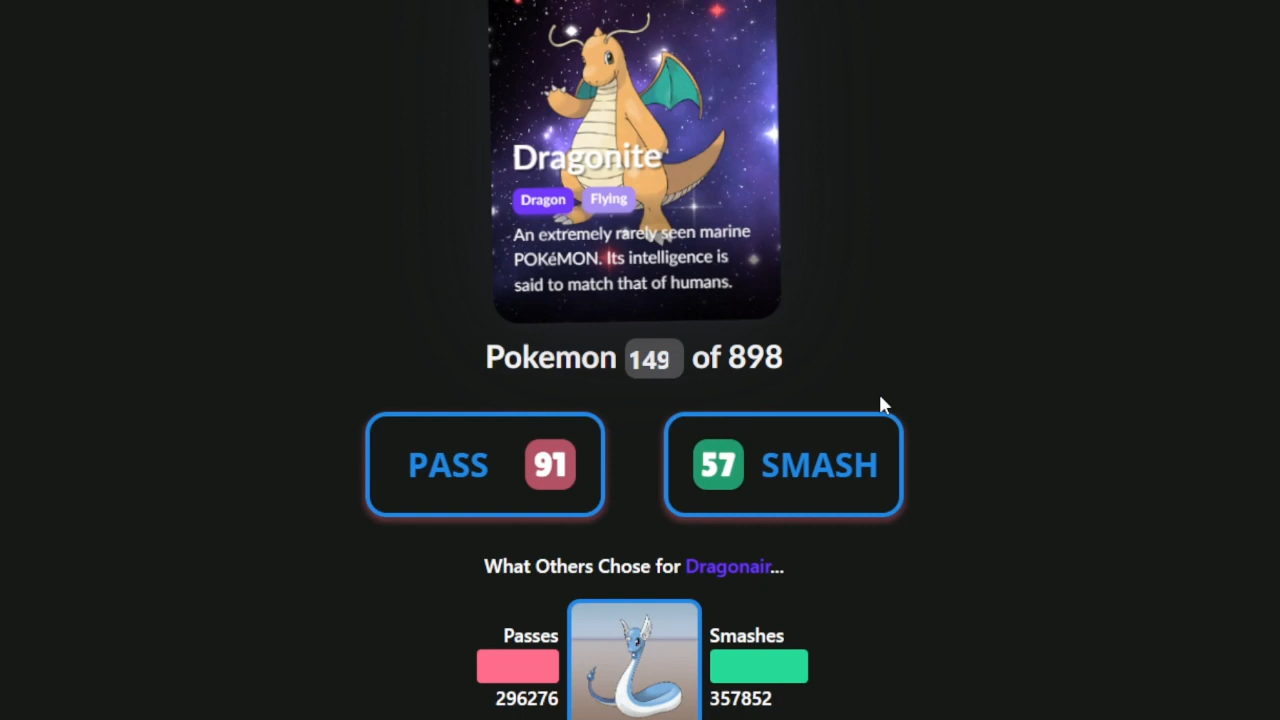 Dragonite
Dragon Flying
An extremely rarely seen marine
POKéMON. Its intelligence is
said to match that of humans.
Pokemon 149 of 898
PASS 91 57 SMASH
What Others Chose for Dragonair...
Passes Smashes
296276 357852